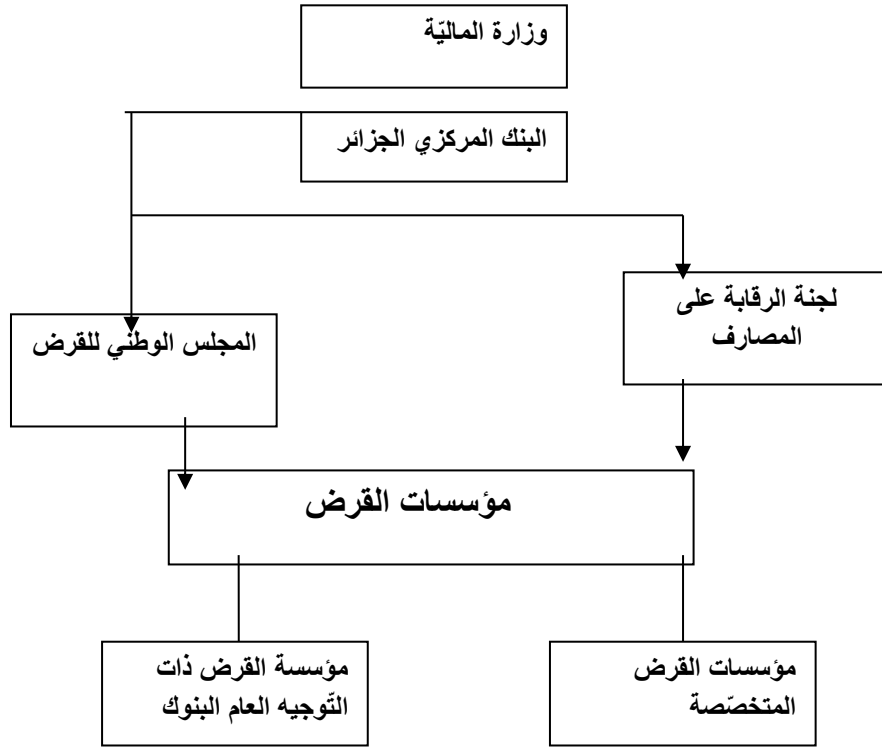 وزارة الماليّة
البنك المركزي الجزائر
لجنة الرقابة على
المصارف
المجلس الوطني للقرض
مؤسسات القرض
مؤسسات القرض
المتخصّصة
مؤسسة القرض ذات
التّوجيه العام البنوك